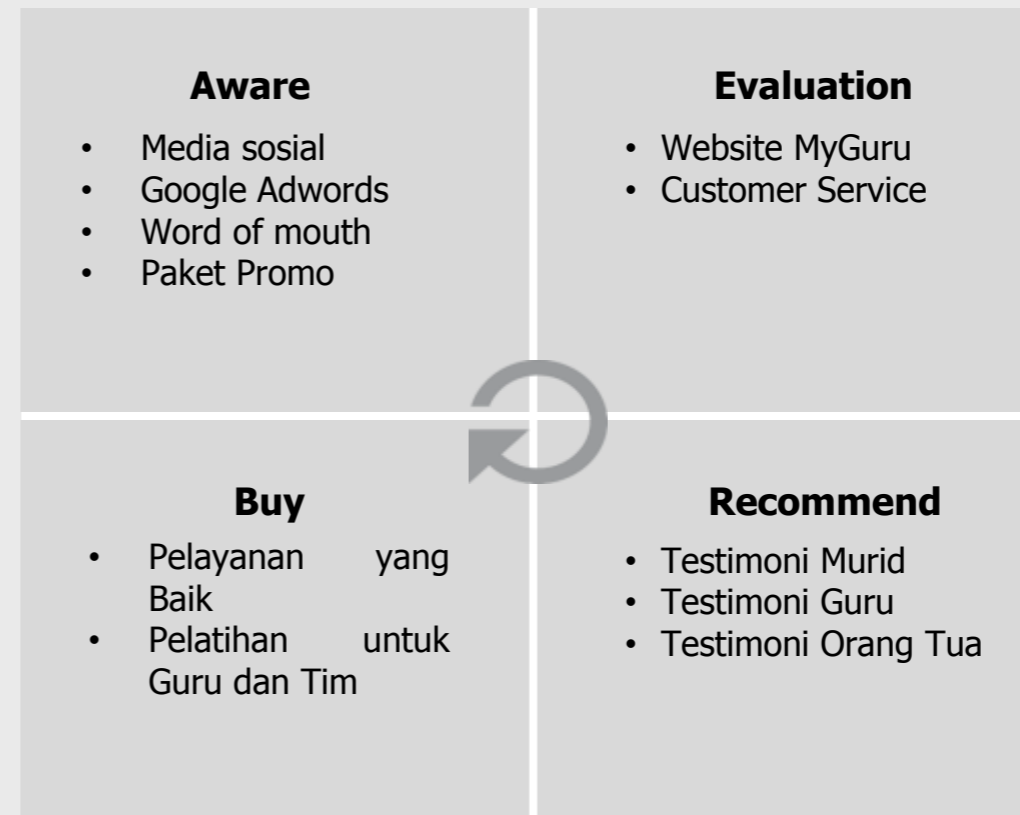 Aware
• Media sosial
• Google Adwords
• Word of mouth
• Paket Promo
Evaluation
• Website MyGuru
• Customer Service
Buy
• Pelayanan yang
Baik
• Pelatihan untuk
Guru dan Tim
Recommend
• Testimoni Murid
• Testimoni Guru
• Testimoni Orang Tua